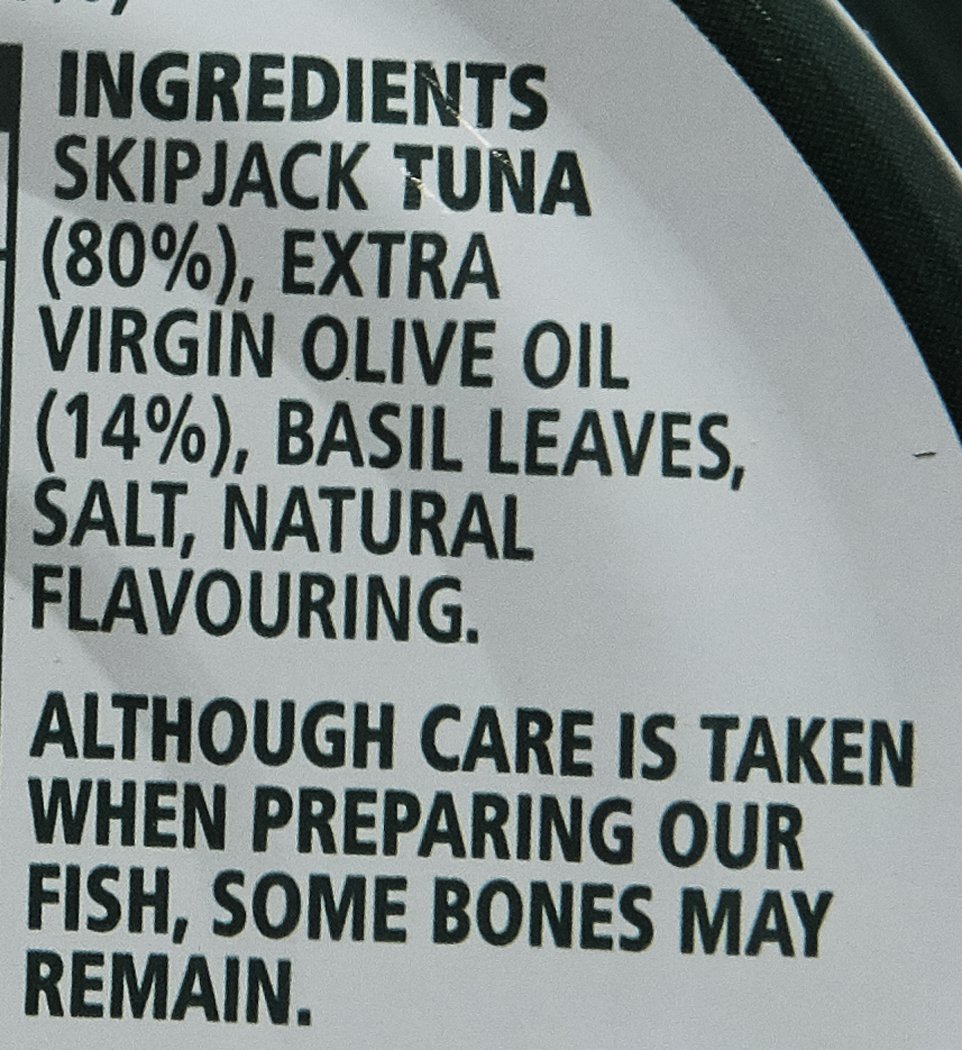 INGREDIENTS
SKIPJACK TUNA
(80%), EXTRA
VIRGIN OLIVE OIL
(14%), BASIL LEAVES,
SALT, NATURAL
FLAVOURING.
ALTHOUGH CARE IS TAKEN
WHEN PREPARING OUR
FISH, SOME BONES MAY
REMAIN.